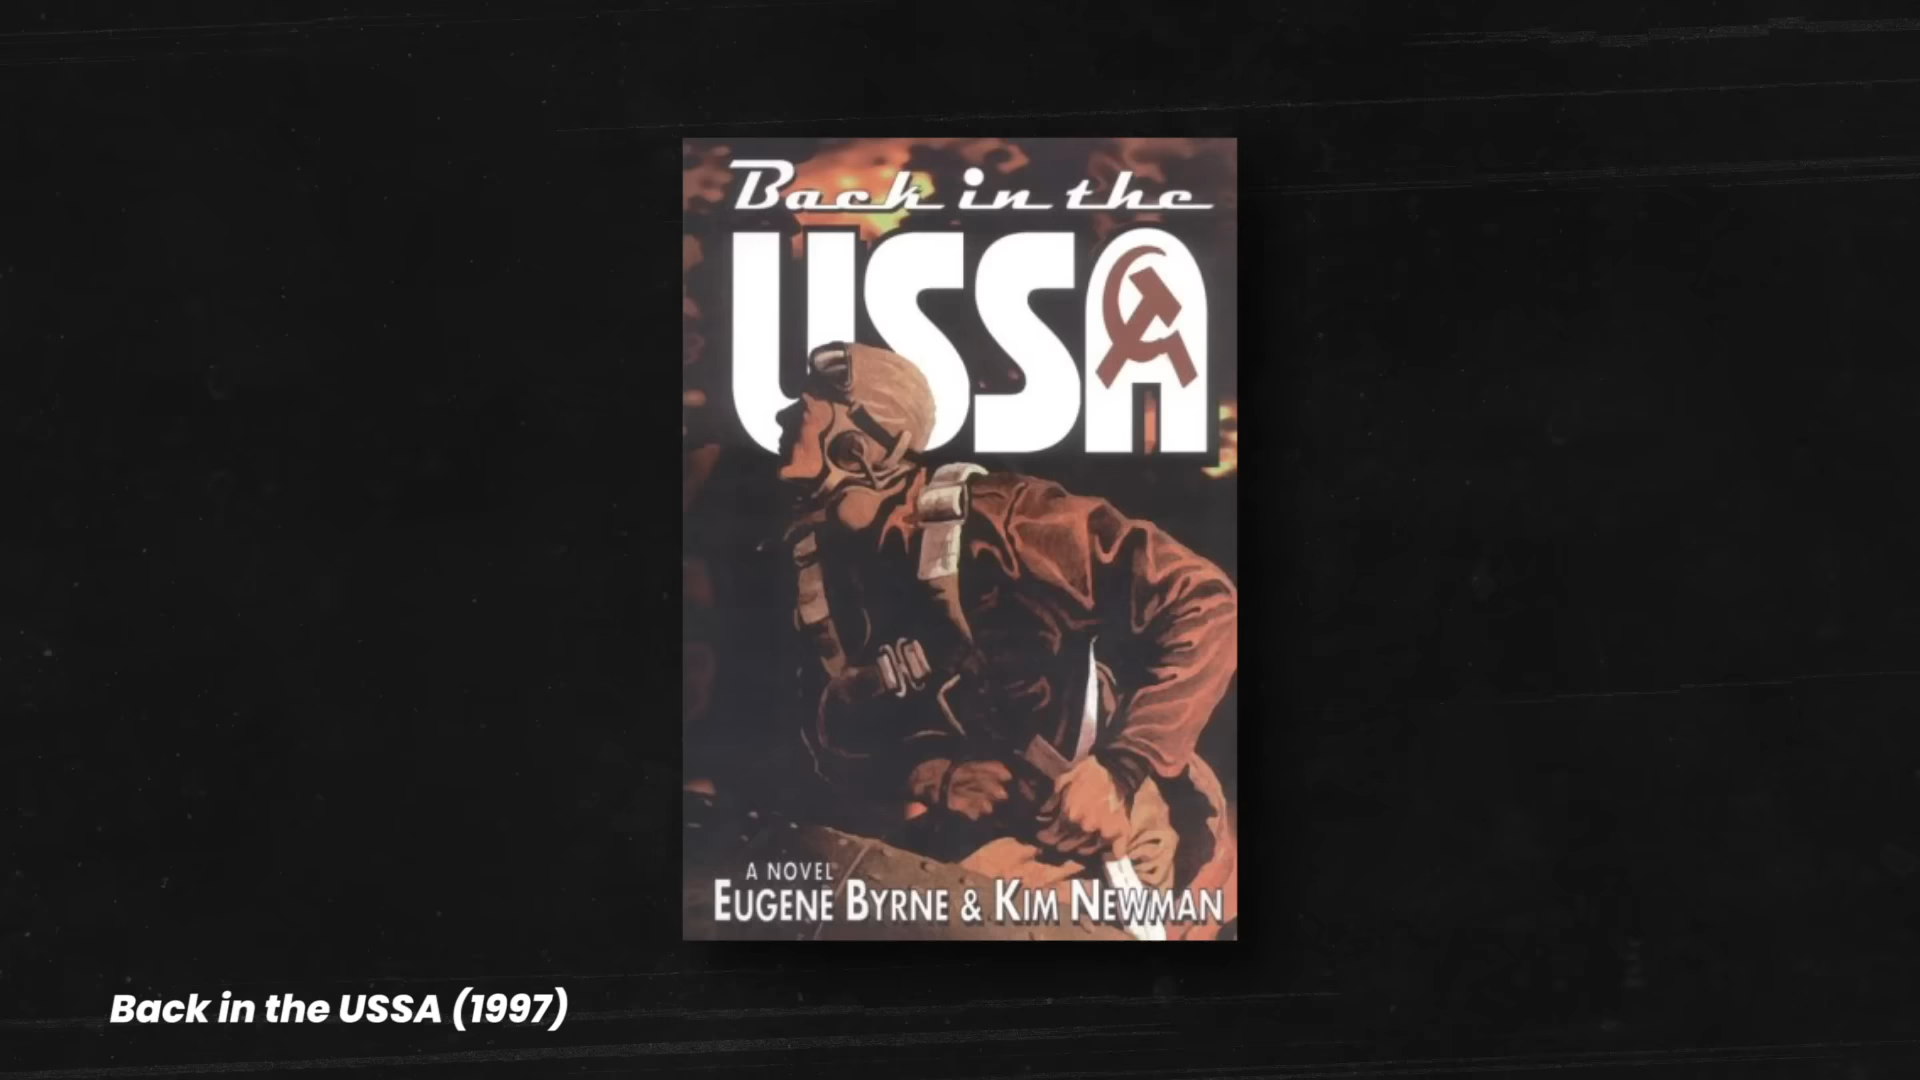 Back in the
USSA
A NOVEL
EUGENE BYRNE & KIM NEWMAN
Back in the USSA (1997)